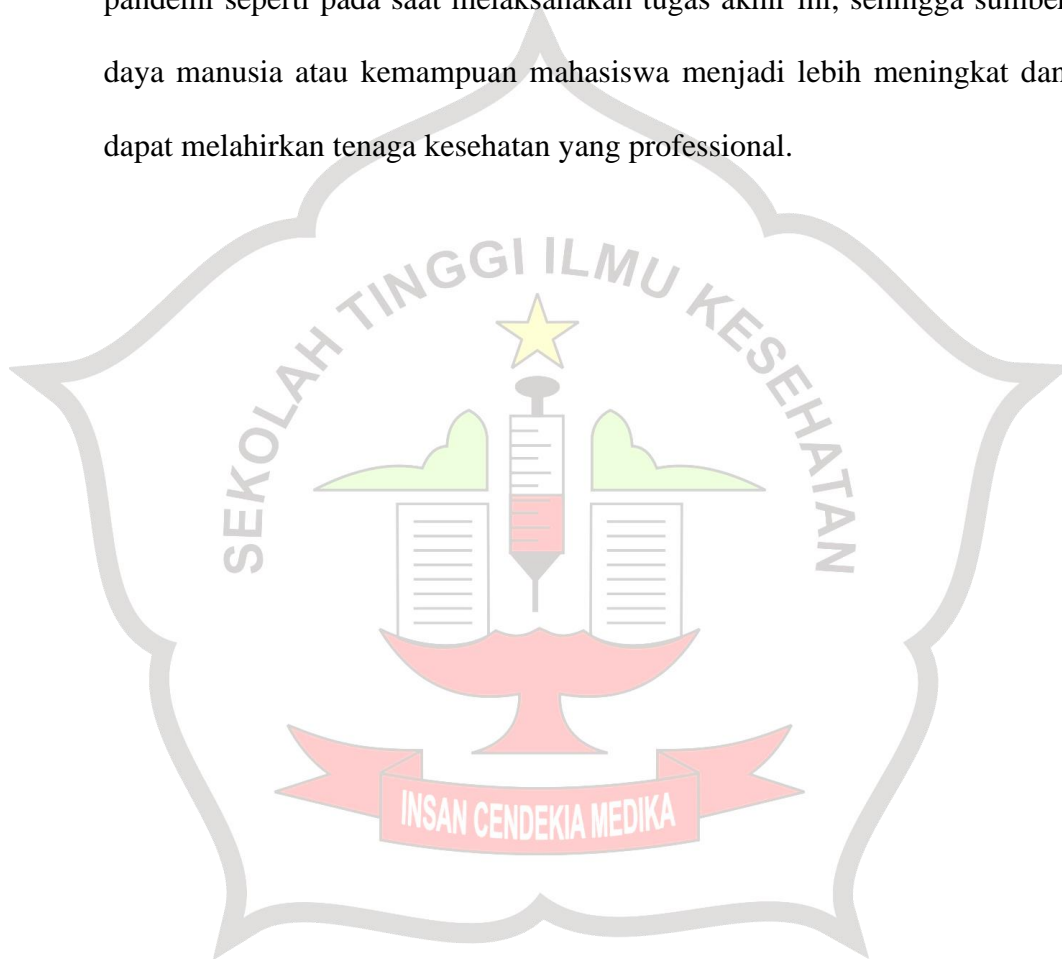 pandemi seperti pada saat melaksanakan tugas akhir ini, sehingga sumber
daya manusia atau kemampuan mahasiswa menjadi lebih meningkat dan
dapat melahirkan tenaga kesehatan yang professional.
SEKOLAH TINGGI ILMU KESEHATAN
INSAN CENDEKIA MEDIKA